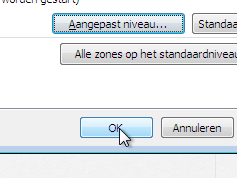 worden gestart)
Aangepast niveau...
Standaa
Alle zones op het standaardniveau
OK
Annuleren